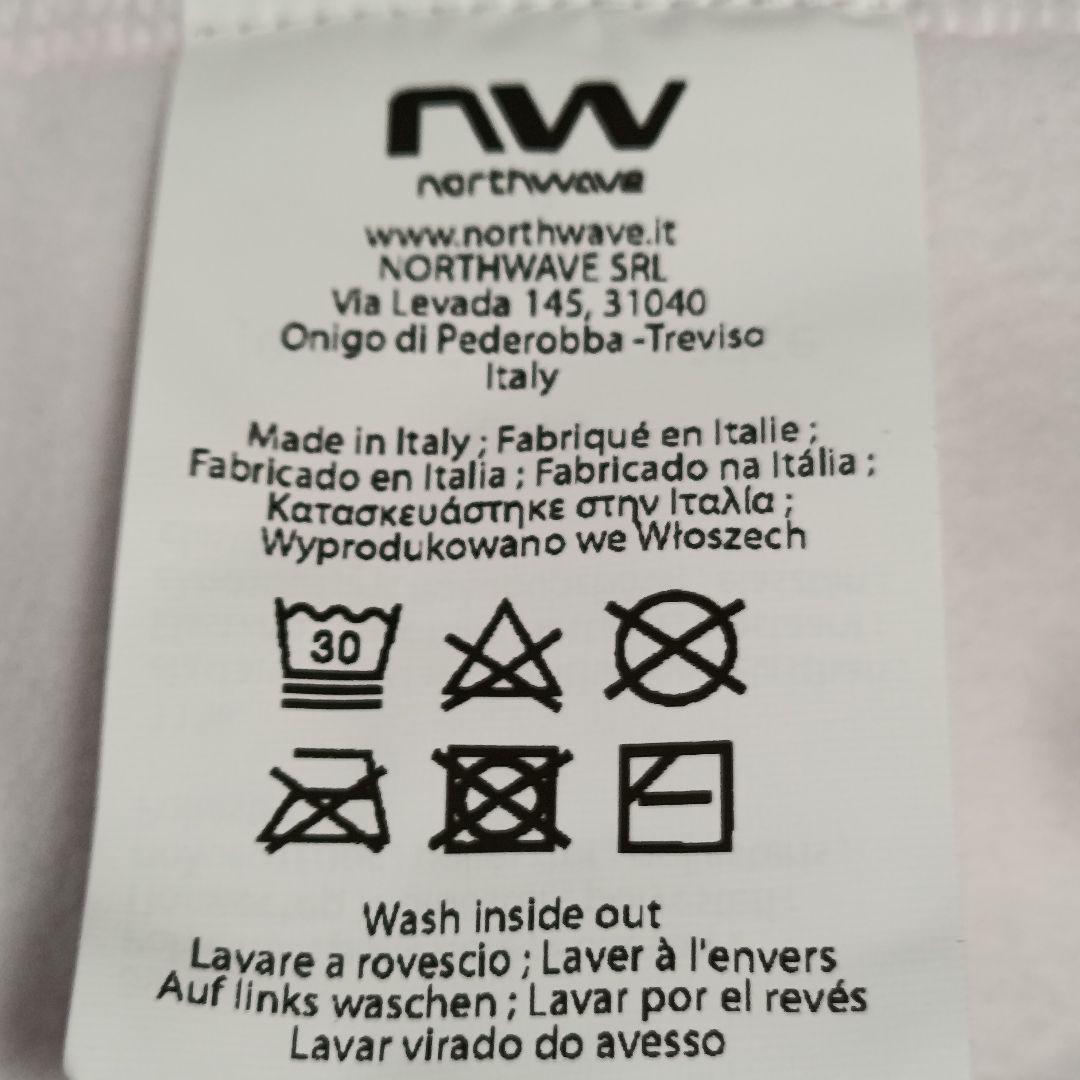 nw
northwave
www.northwave.it
NORTHWAVE SRL
Via Levada 145, 31040
Onigo di Pederobba -Treviso
Italy
Made in Italy ; Fabriqué en Italie ;
Fabricado en Italia ; Fabricado na Itália ;
Κατασκευάστηκε στην Ιταλία ;
Wyprodukowano we Włoszech
30
Wash inside out
Lavare a rovescio ; Laver à l'envers
Auf links waschen ; Lavar por el revés
Lavar virado do avesso